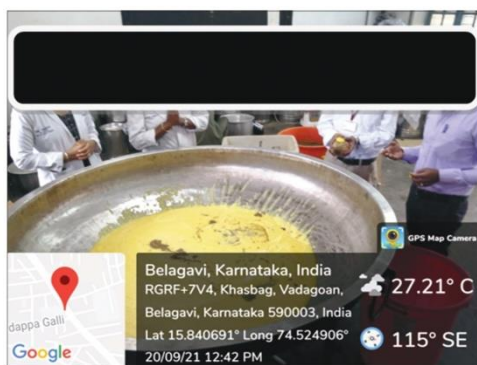 GPS Map Camera
Belagavi, Karnataka, India
RGRF+7V4, Khasbag, Vadagoan,
Belagavi, Karnataka 590003, India
Lat 15.840691° Long 74.524906°
20/09/21 12:42 PM
27.21° C
115° SE
dappa Galli
Google